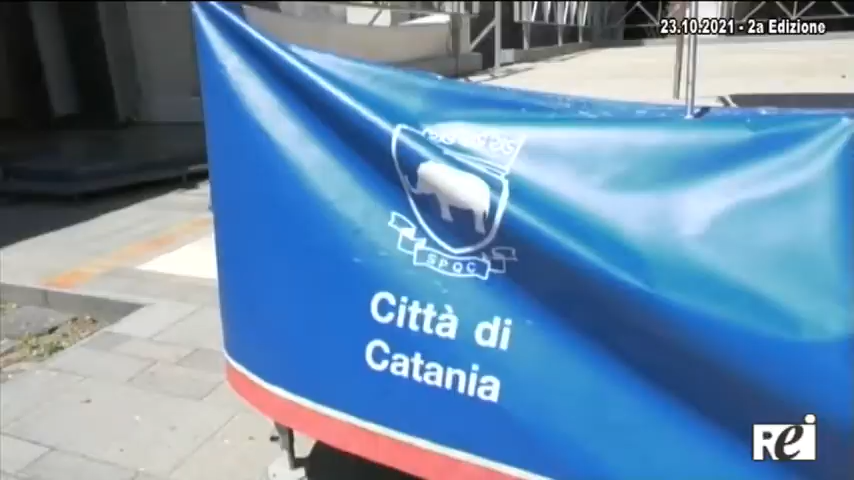 23.10.2021 - 2a Edizione
SPQC
Città di
Catania
Rei